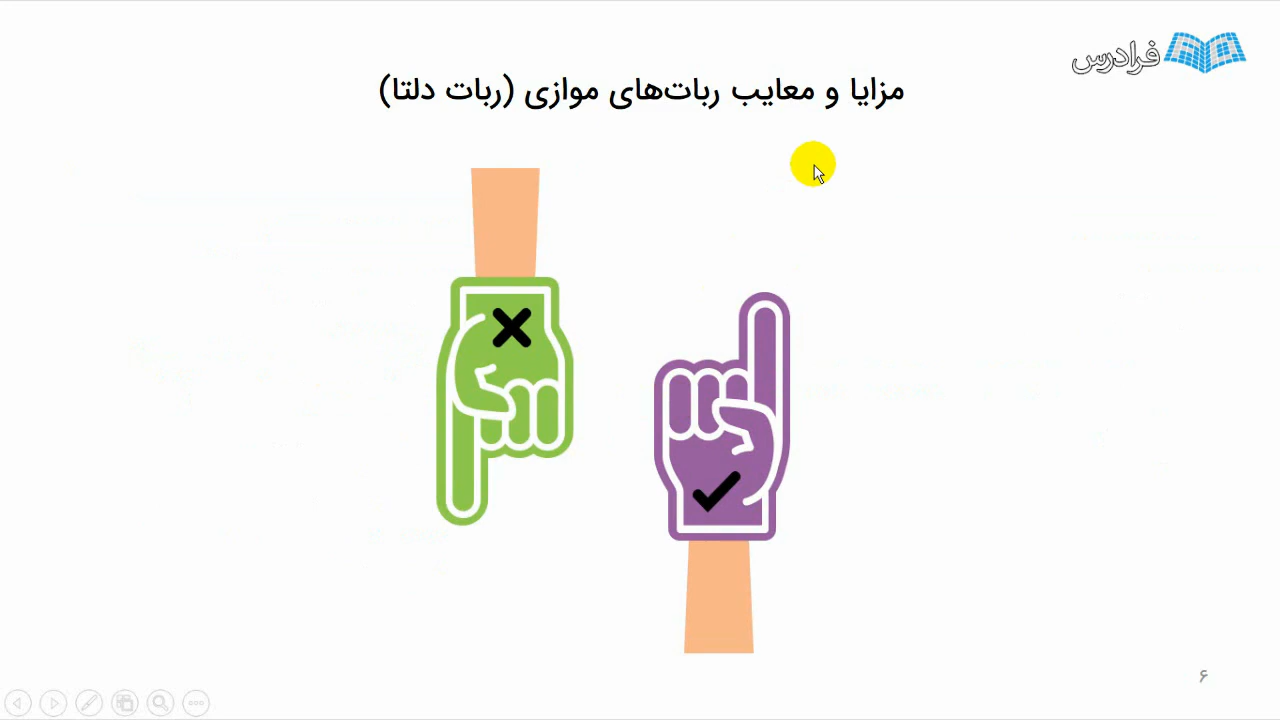 فرادرس
مزایا و معایب ربات‌های موازی (ربات دلتا)
۶